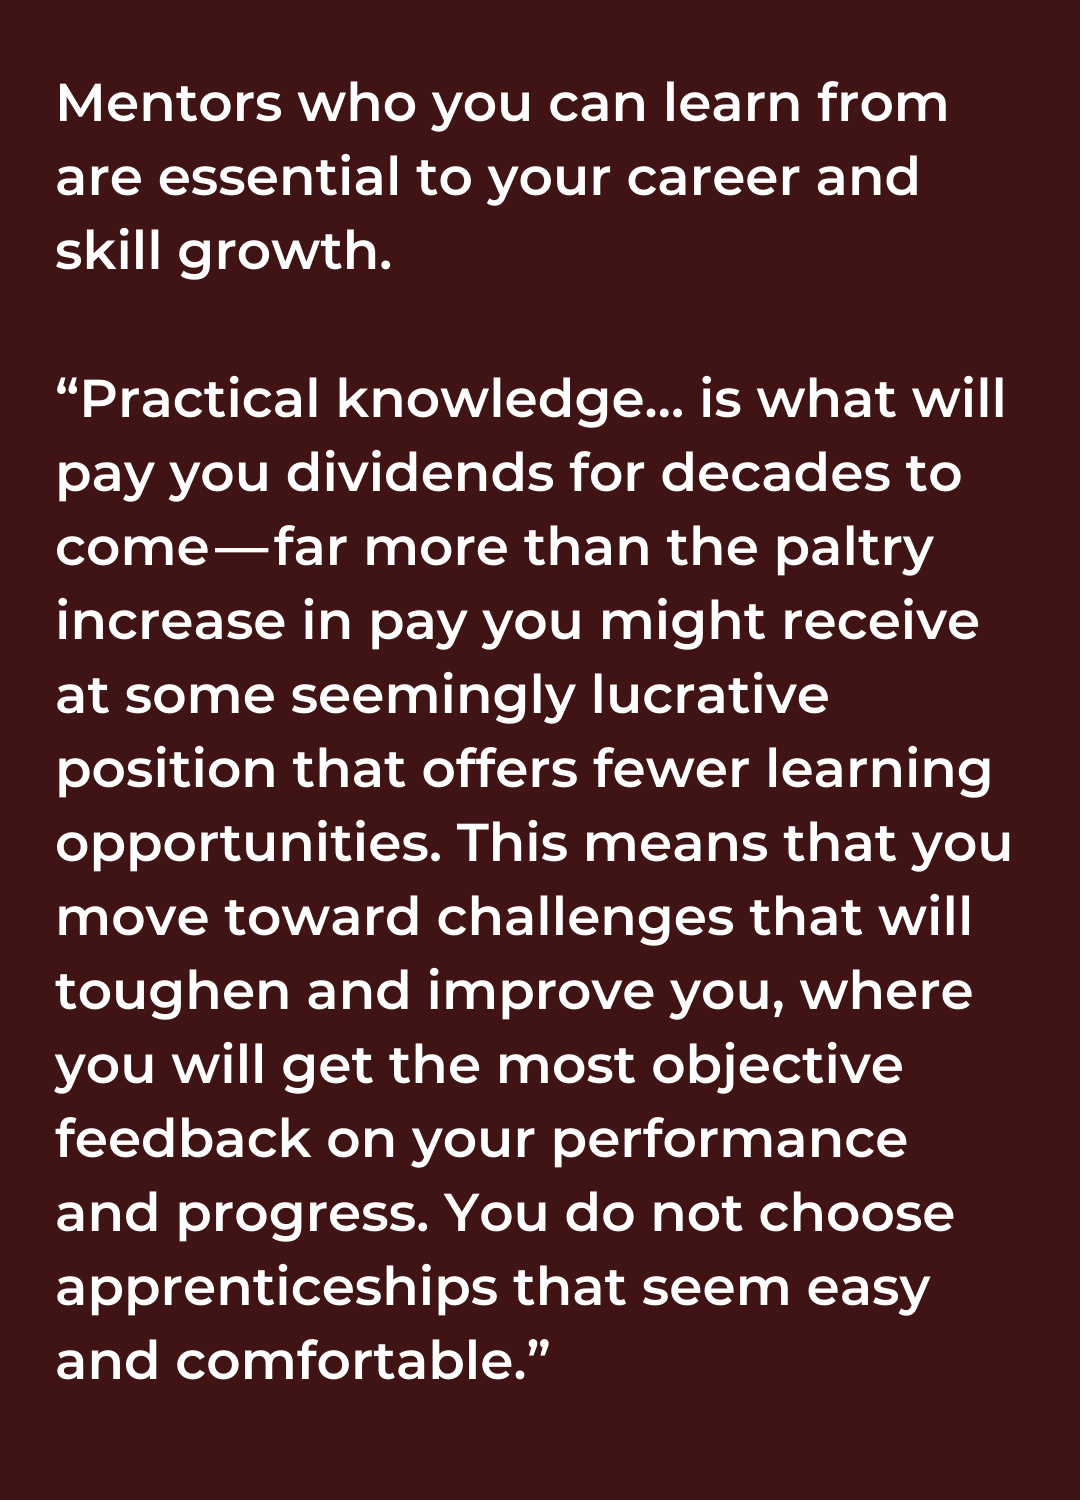 Mentors who you can learn from
are essential to your career and
skill growth.
“Practical knowledge... is what will
pay you dividends for decades to
come—far more than the paltry
increase in pay you might receive
at some seemingly lucrative
position that offers fewer learning
opportunities. This means that you
move toward challenges that will
toughen and improve you, where
you will get the most objective
feedback on your performance
and progress. You do not choose
apprenticeships that seem easy
and comfortable.”